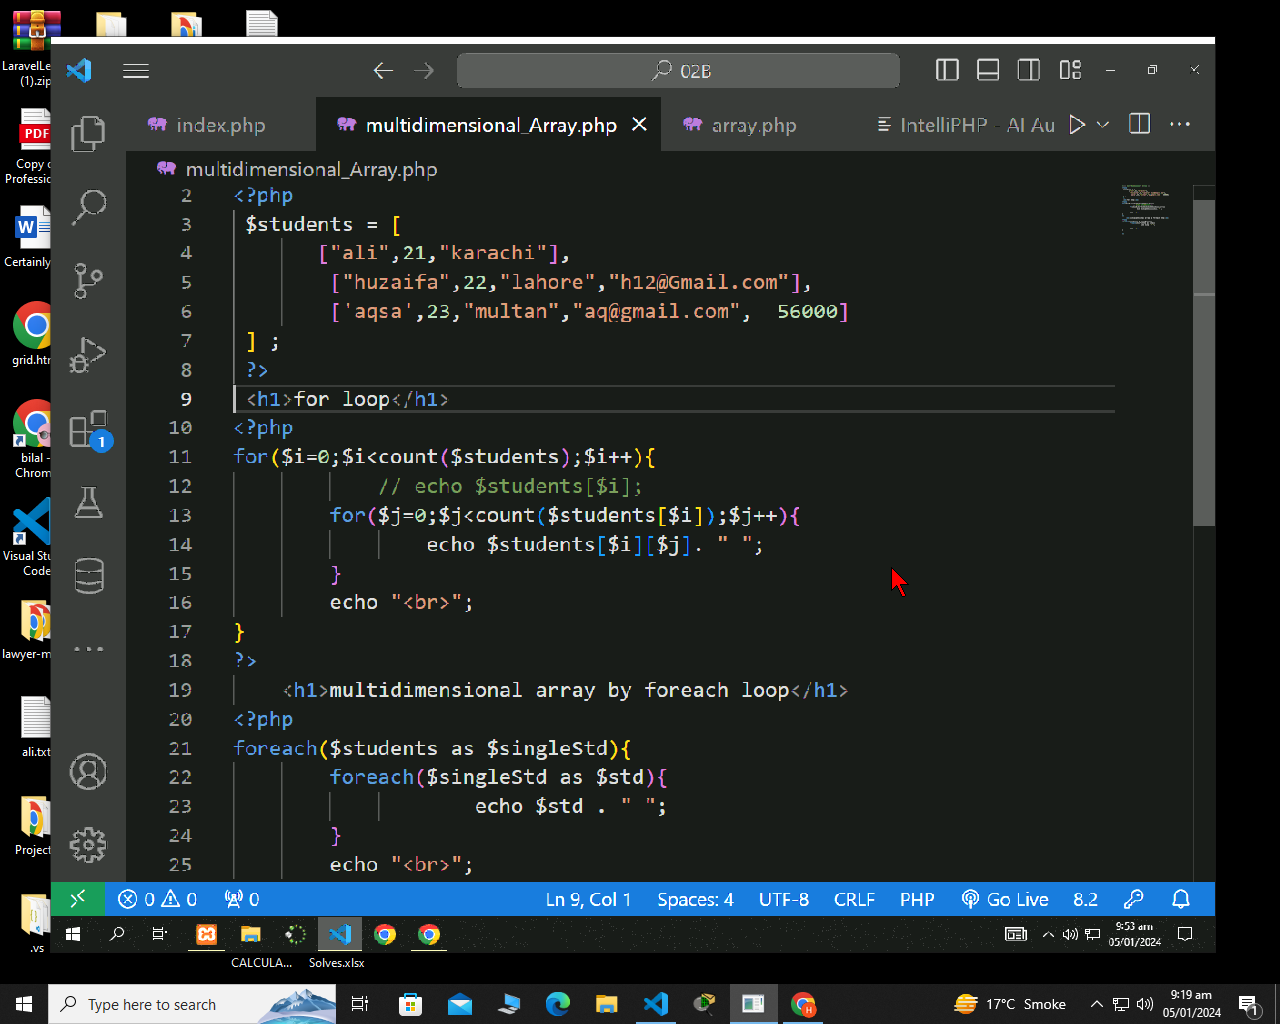 LaravelLe
(1).zip
02B
index.php
multidimensional_Array.php
array.php
IntelliPHP - AI Au
PDF
Copy
Professio
multidimensional_Array.php
2 <?php
3 $students = [
4 ["ali",21,"karachi"],
5 ["huzaifa",22,"lahore","h12@Gmail.com"],
6 ['aqsa',23,"multan","aq@gmail.com", 56000]
7 ] ;
8 ?>
9 <h1>for loop</h1>
10 <?php
11 for($i=0;$i<count($students);$i++){
12 // echo $students[$i];
13 for($j=0;$j<count($students[$i]);$j++){
14 echo $students[$i][$j]. " ";
15 }
16 echo "<br>";
17 }
18 ?>
19 <h1>multidimensional array by foreach loop</h1>
20 <?php
21 foreach($students as $singleStd){
22 foreach($singleStd as $std){
23 echo $std . " ";
24 }
25 echo "<br>";
W
Certainly
grid.htr
1
bilal -
Chrom
Visual Stu
Code
lawyer-m
ali.txt
Project
.vs
0 0 0
Ln 9, Col 1
Spaces: 4
UTF-8
CRLF
PHP
Go Live
8.2
9:53 am
05/01/2024
CALCULA...
Solves.xlsx
Type here to search
17°C Smoke
9:19 am
05/01/2024
1